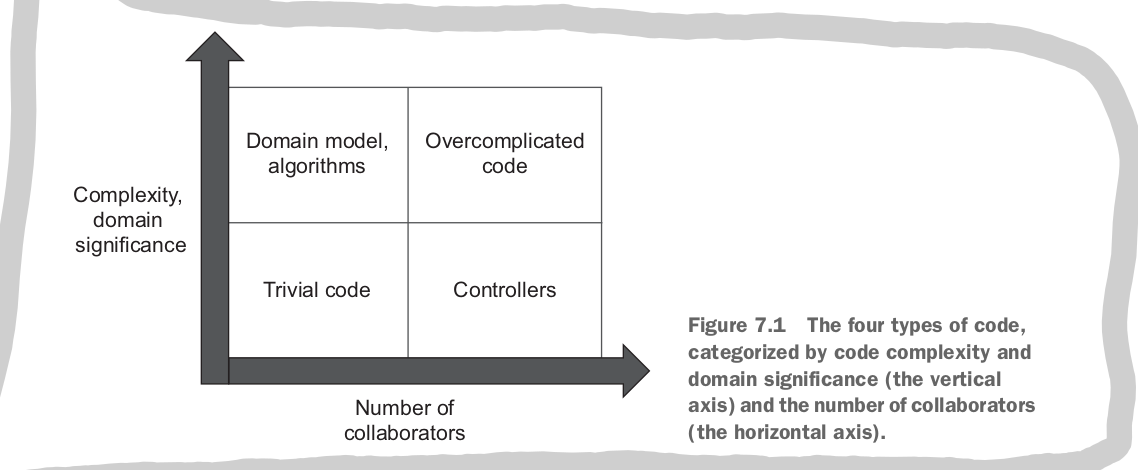 Domain model,
algorithms
Overcomplicated
code
Complexity,
domain
significance
Trivial code
Controllers
Number of
collaborators
Figure 7.1 The four types of code,
categorized by code complexity and
domain significance (the vertical
axis) and the number of collaborators
(the horizontal axis).